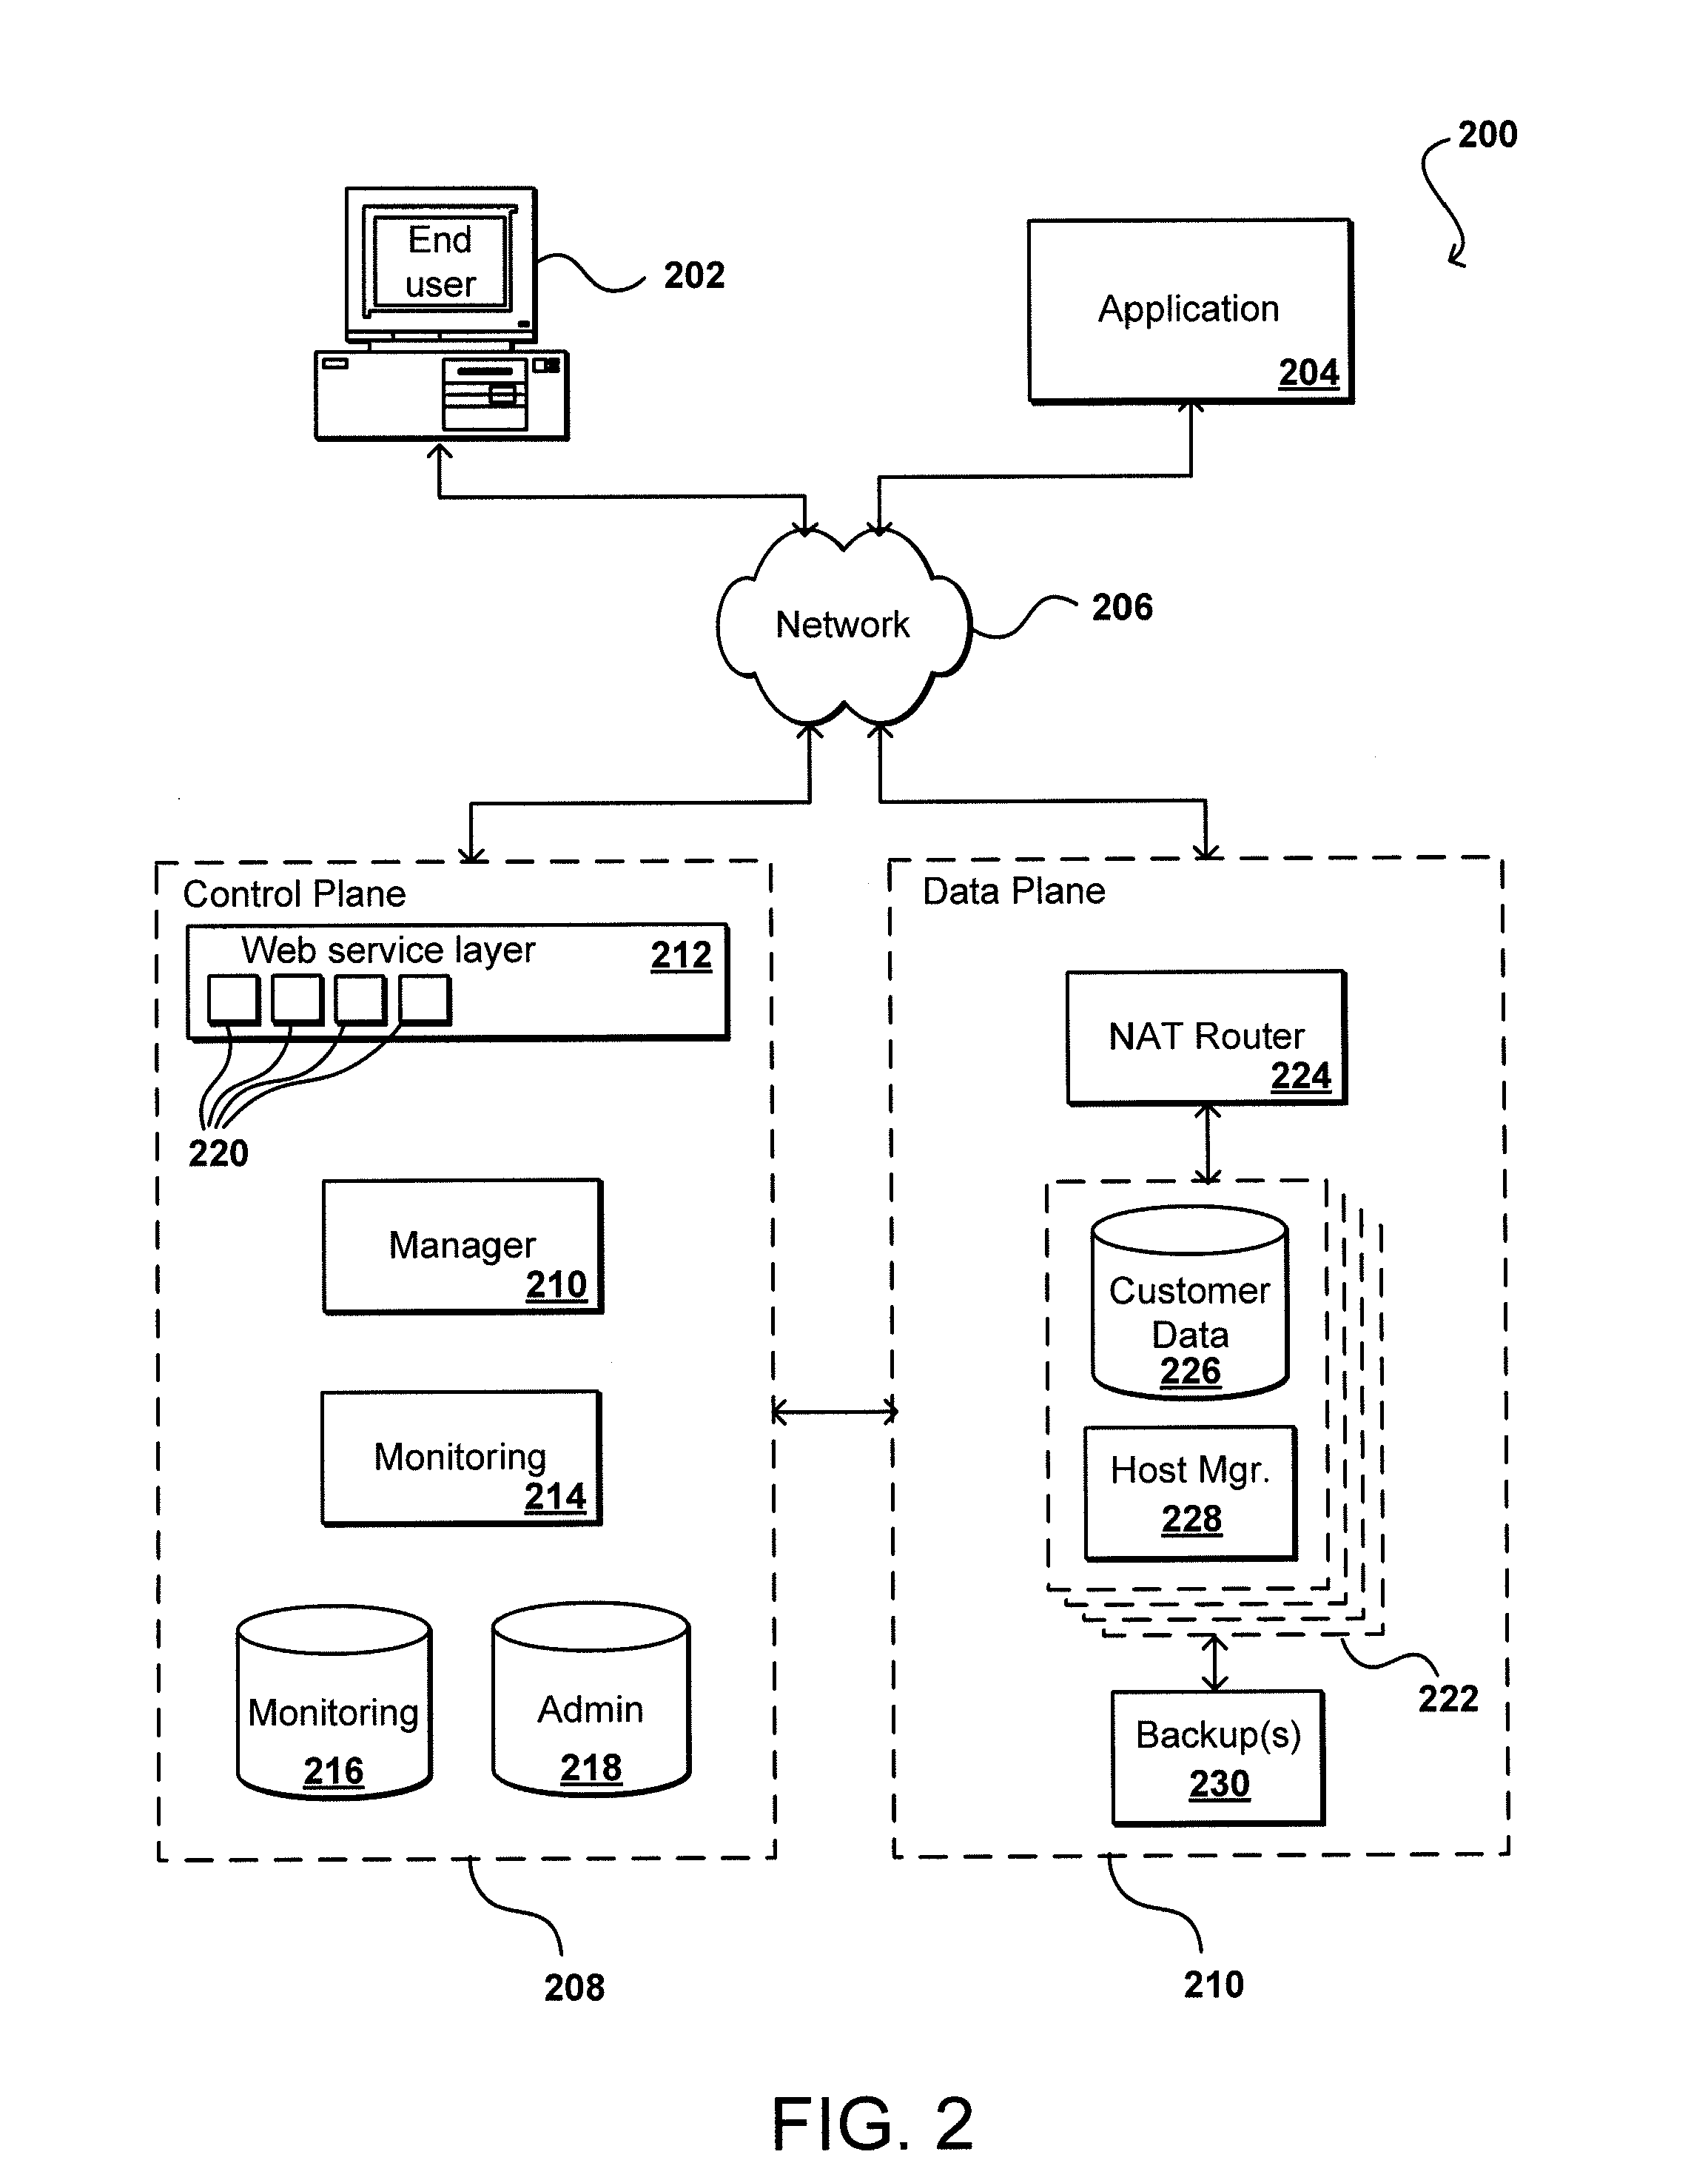 200
End
user
202
Application
204
Network
206
Control Plane
Web service layer
212
220
Manager
210
Monitoring
214
Monitoring
216
Admin
218
208
Data Plane
NAT Router
224
Customer
Data
226
Host Mgr.
228
222
Backup(s)
230
210
FIG. 2